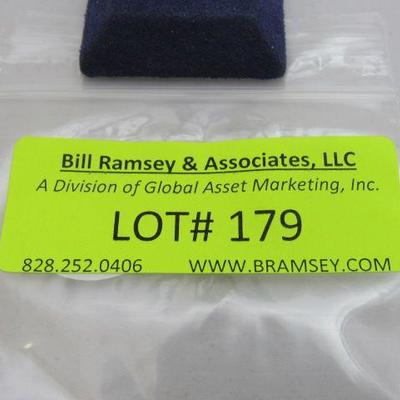 Bill Ramsey & Associates, LLC
A Division of Global Asset Marketing, Inc.
LOT# 179
828.252.0406 WWW.BRAMSEY.COM